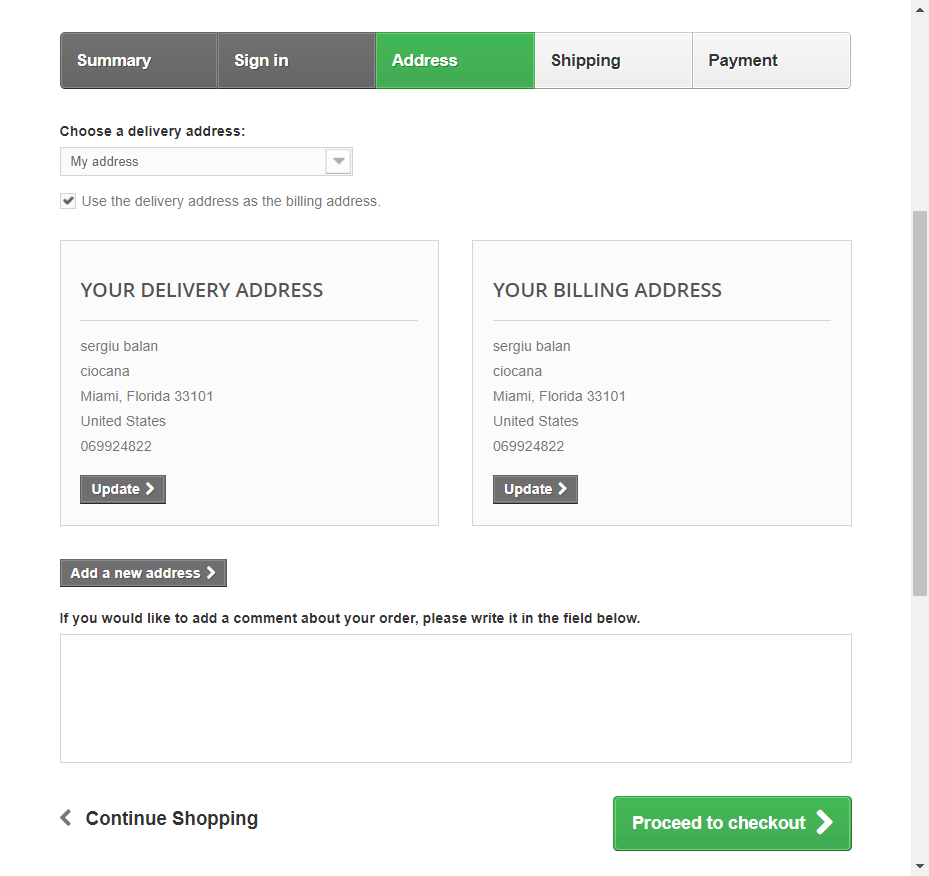 Summary Sign in Address Shipping Payment
Choose a delivery address:
My address
Use the delivery address as the billing address.
YOUR DELIVERY ADDRESS
sergiu balan
ciocana
Miami, Florida 33101
United States
069924822
Update
YOUR BILLING ADDRESS
sergiu balan
ciocana
Miami, Florida 33101
United States
069924822
Update
Add a new address
If you would like to add a comment about your order, please write it in the field below.
Continue Shopping
Proceed to checkout